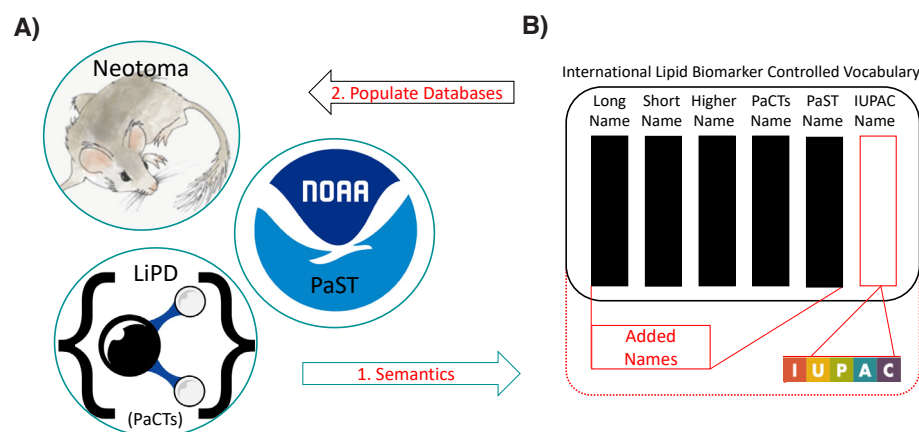 A)
Neotoma
NOAA
PaST
LiPD
(PaCTs)
2. Populate Databases
1. Semantics
B)
International Lipid Biomarker Controlled Vocabulary
Long Name
Short Name
Higher Name
PaCTs Name
PaST Name
IUPAC Name
Added
Names
IUPAC